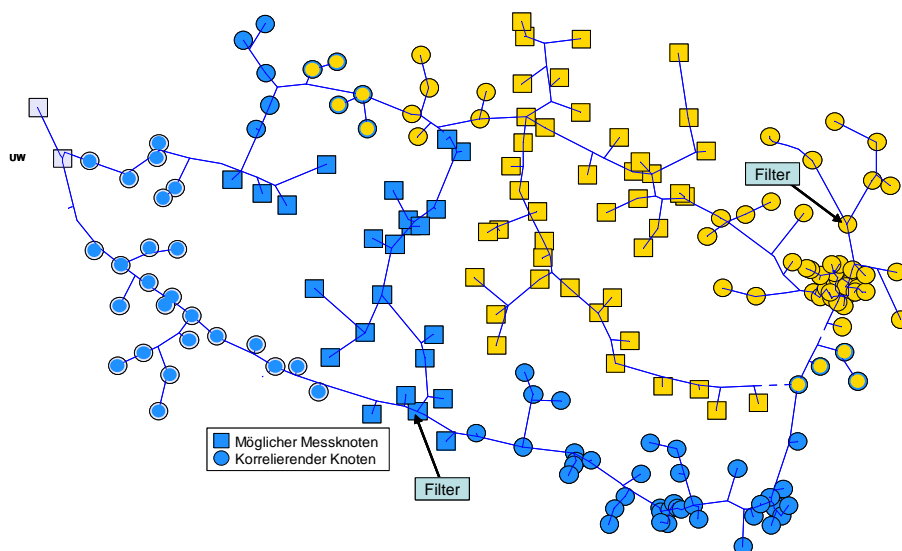 UW
Filter
Möglicher Messknoten
Korrelierender Knoten
Filter